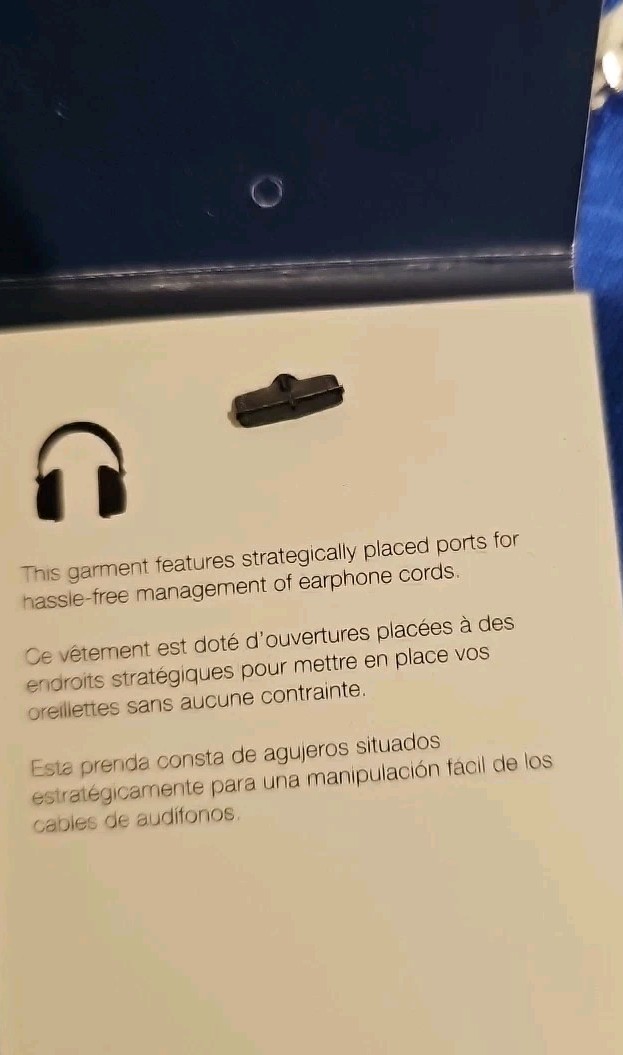 This garment features strategically placed ports for
hassle-free management of earphone cords.
Ce vêtement est doté d'ouvertures placées à des
endroits stratégiques pour mettre en place vos
oreillettes sans aucune contrainte.
Esta prenda consta de agujeros situados
estratégicamente para una manipulación fácil de los
cables de audífonos.